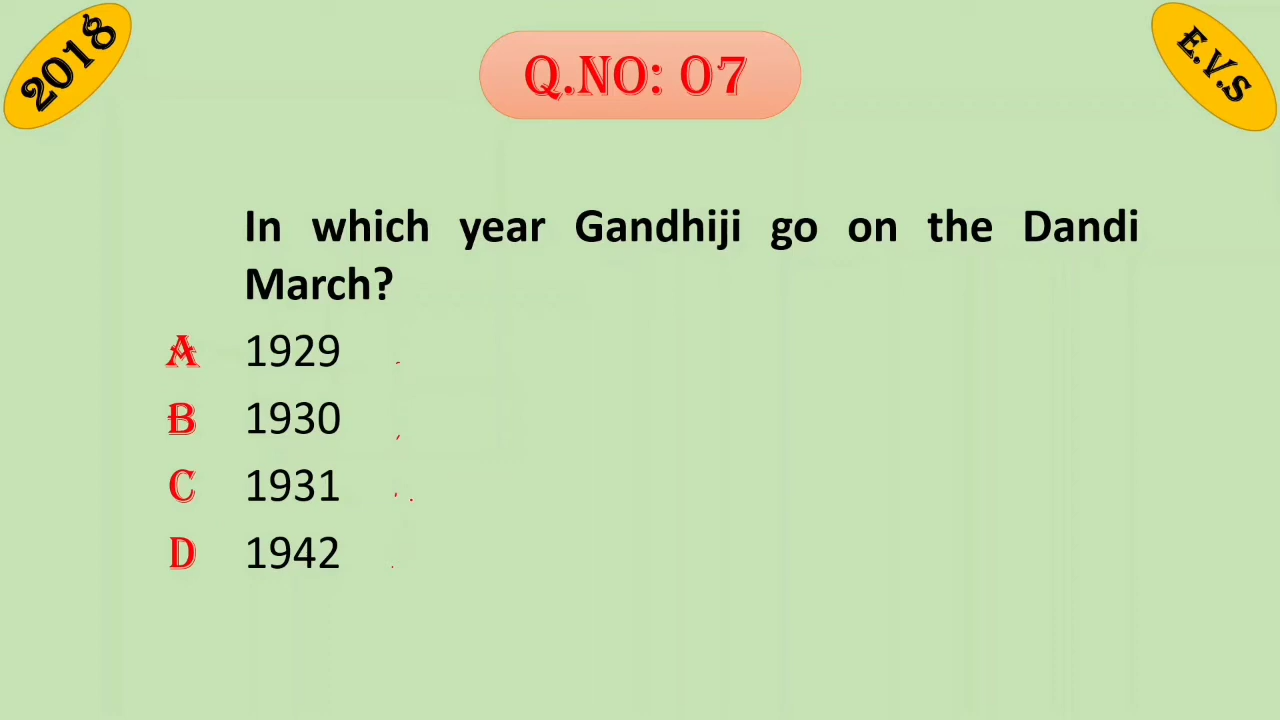 2018
E.V.S
Q.NO: 07
In which year Gandhiji go on the Dandi
March?
A 1929
B 1930
C 1931
D 1942